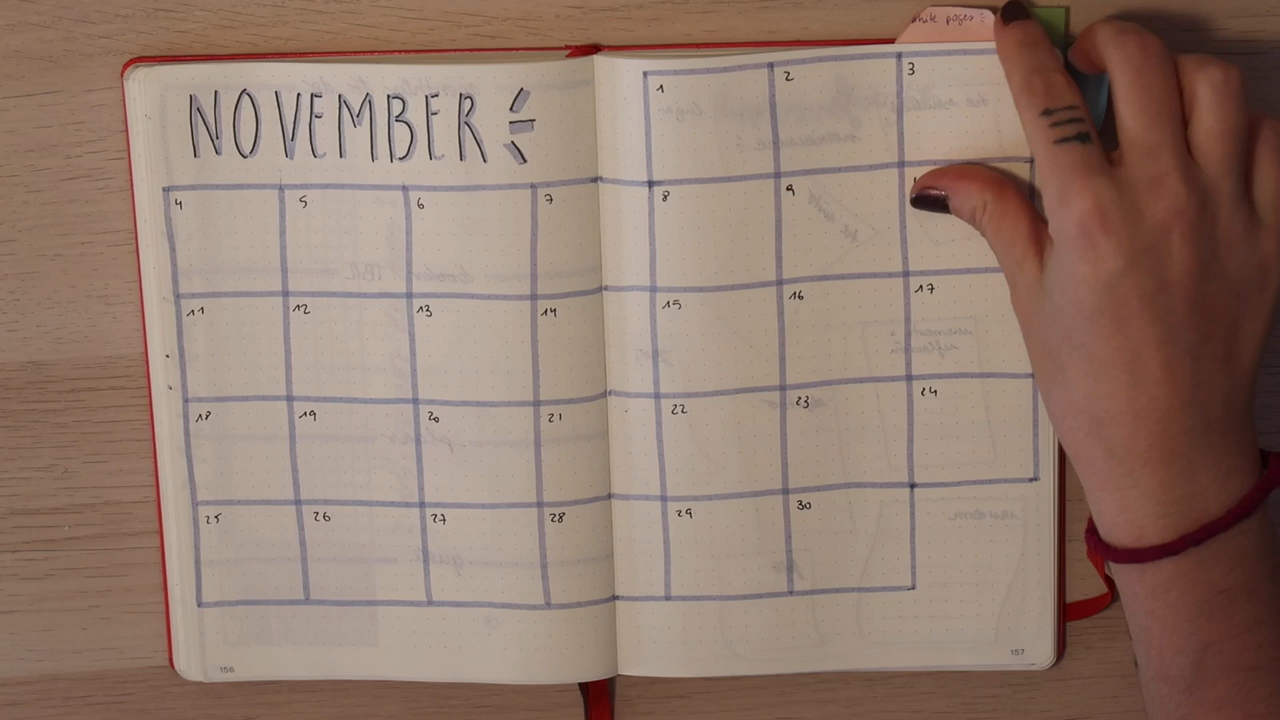 white pages
NOVEMBER
1 2 3
4 5 6 7 8 9
11 12 13 14 15 16 17
18 19 20 21 22 23 24
25 26 27 28 29 30
156 157